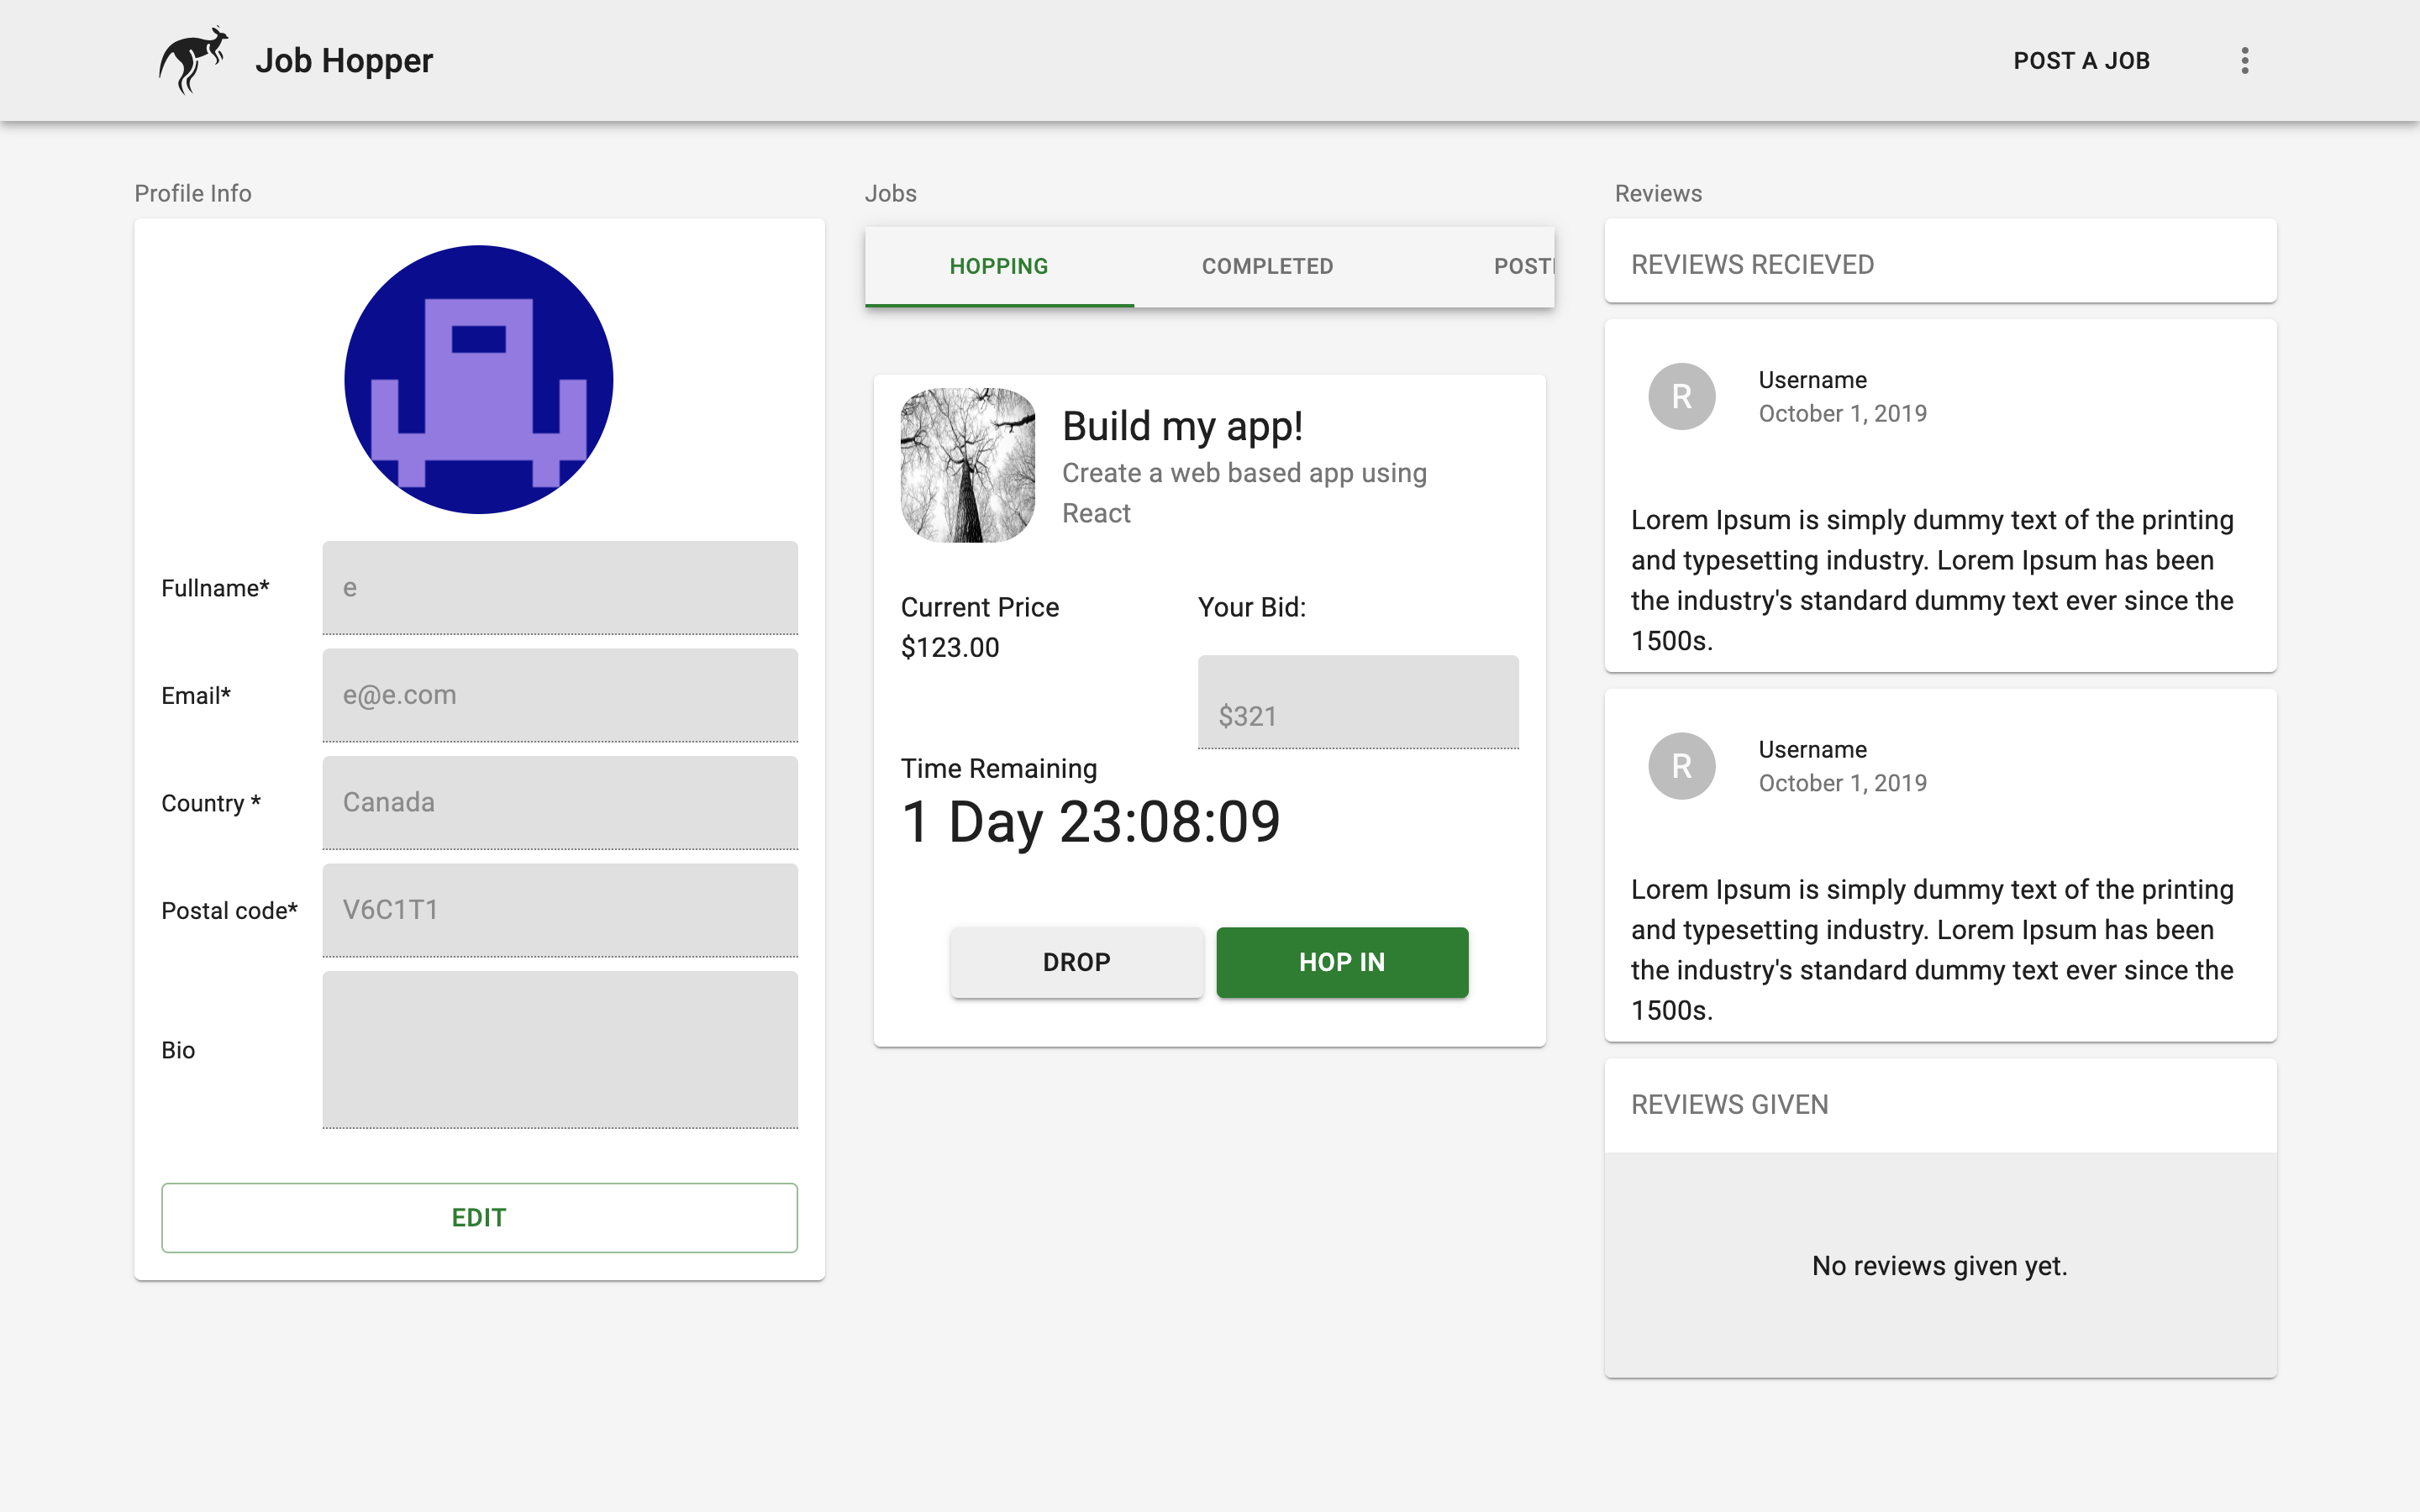 Job Hopper
POST A JOB
Profile Info
Fullname*
e
Email*
e@e.com
Country *
Canada
Postal code*
V6C1T1
Bio
EDIT
Jobs
HOPPING
COMPLETED
POST
Build my app!
Create a web based app using
React
Current Price
$123.00
Your Bid:
$321
Time Remaining
1 Day 23:08:09
DROP
HOP IN
Reviews
REVIEWS RECIEVED
R
Username
October 1, 2019
Lorem Ipsum is simply dummy text of the printing
and typesetting industry. Lorem Ipsum has been
the industry's standard dummy text ever since the
1500s.
R
Username
October 1, 2019
Lorem Ipsum is simply dummy text of the printing
and typesetting industry. Lorem Ipsum has been
the industry's standard dummy text ever since the
1500s.
REVIEWS GIVEN
No reviews given yet.